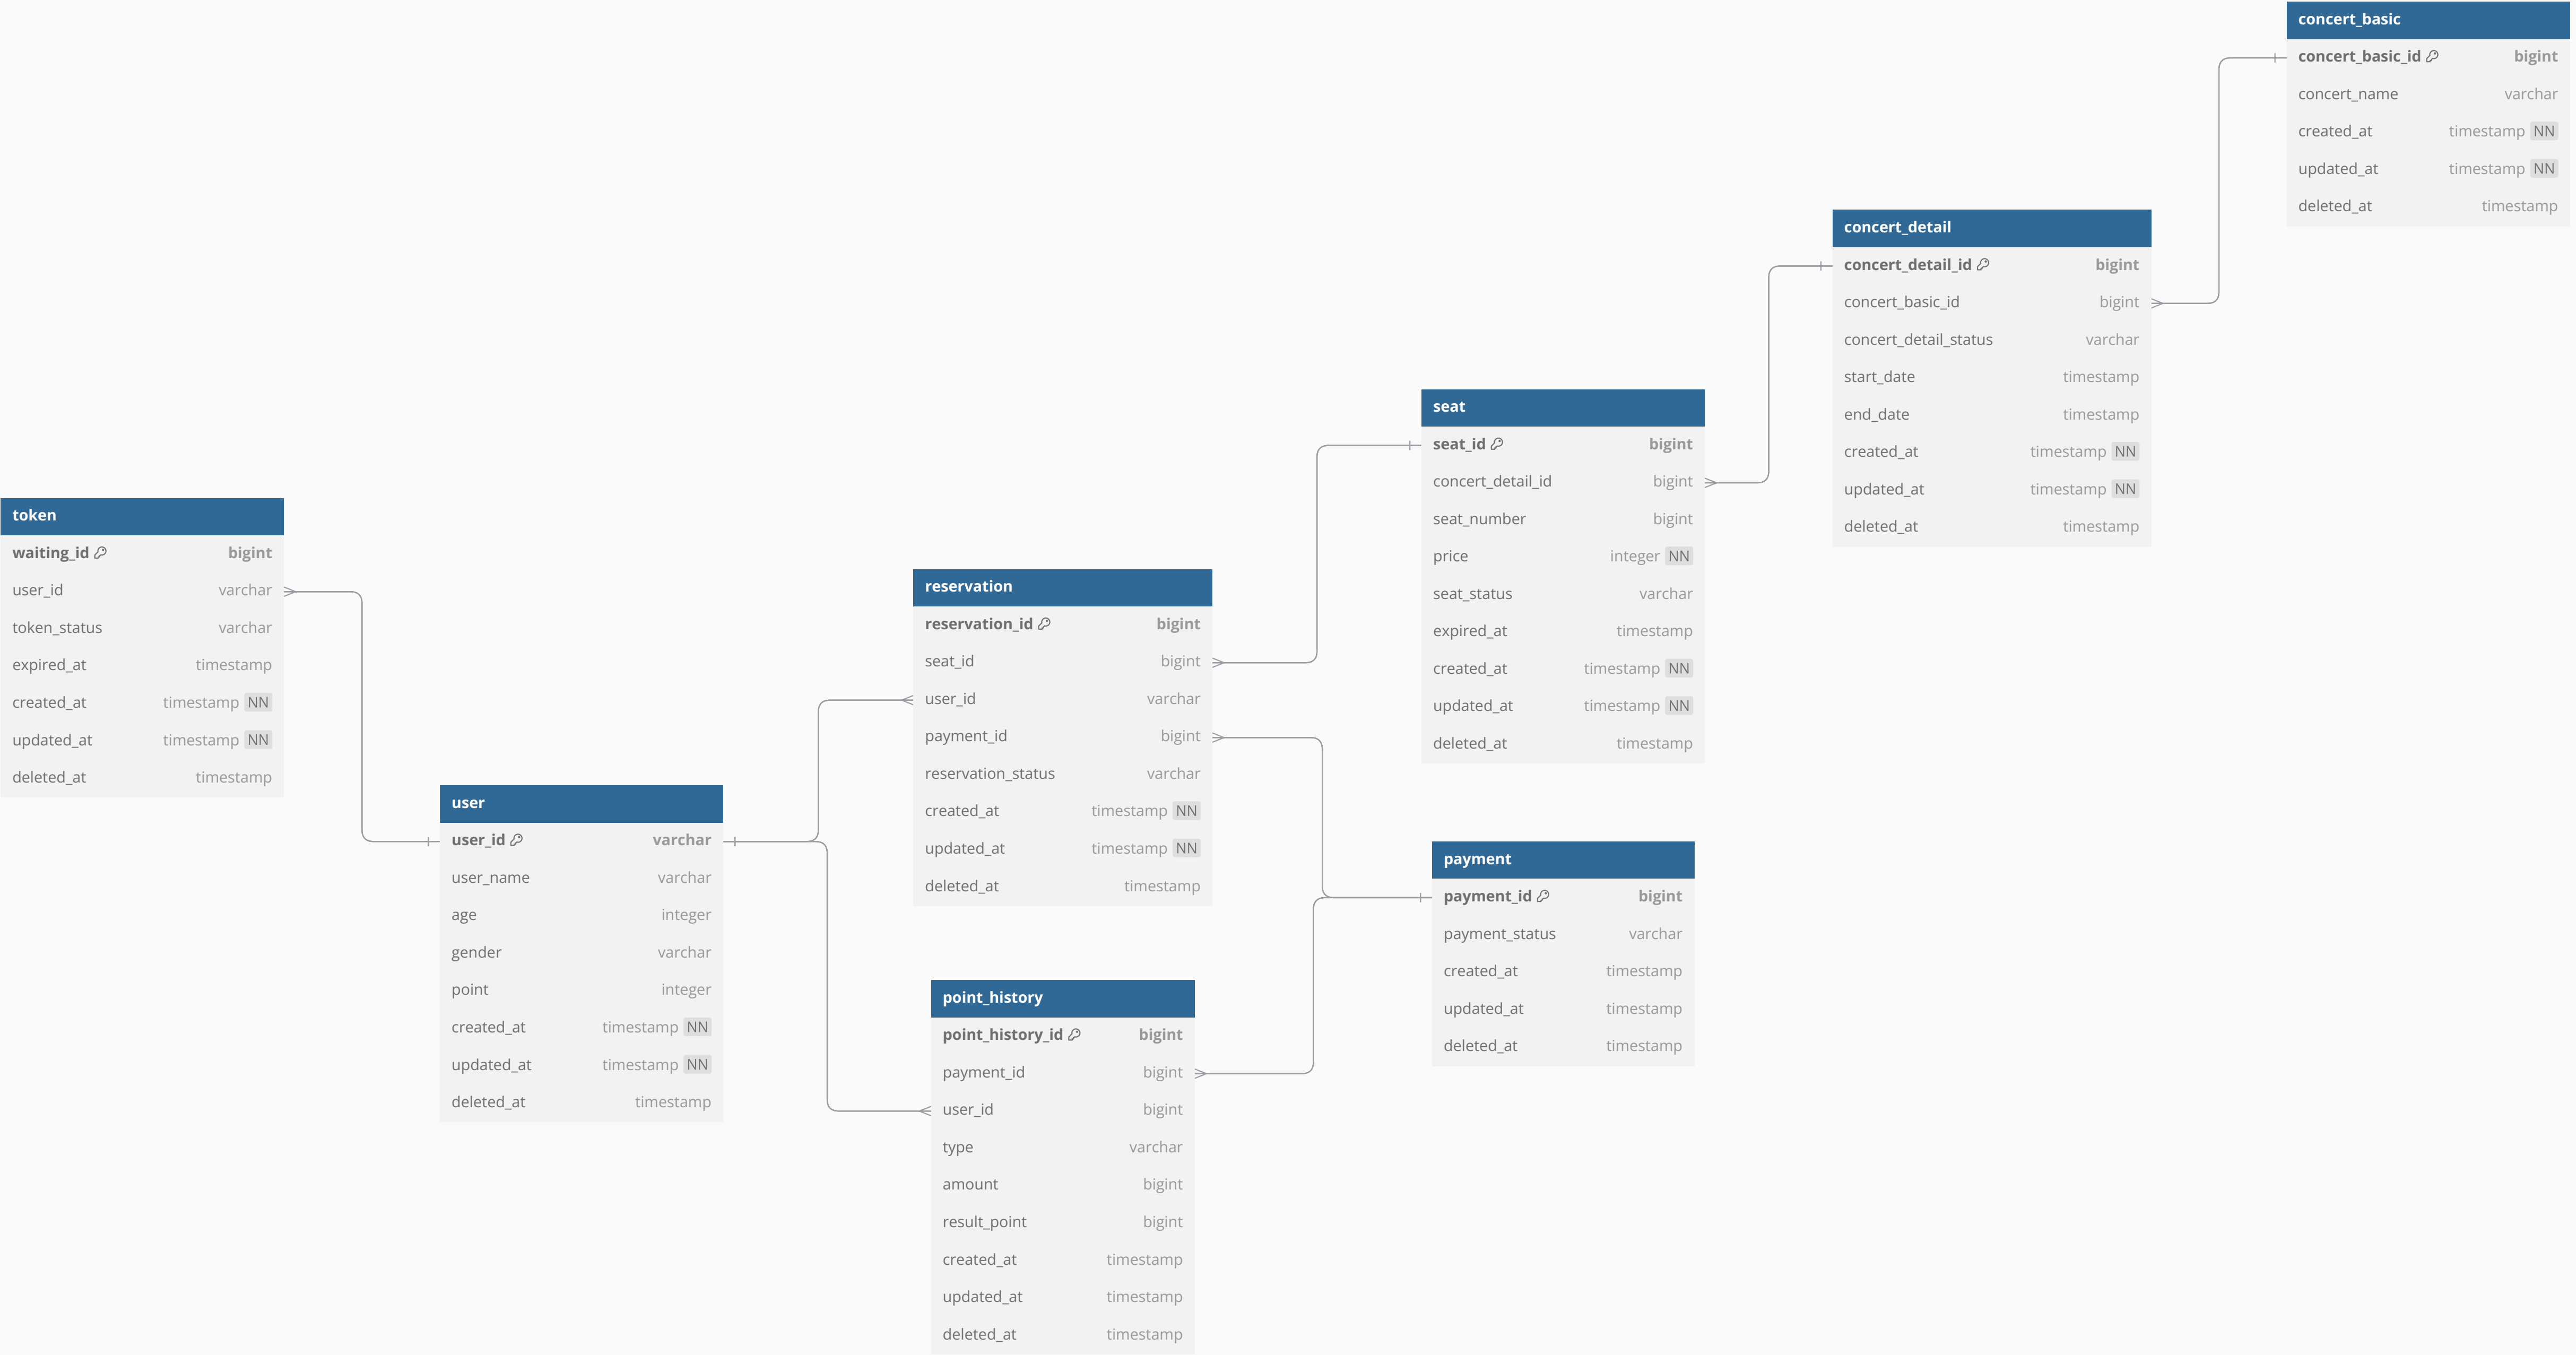 concert_basic
concert_basic_id bigint
concert_name varchar
created_at timestamp NN
updated_at timestamp NN
deleted_at timestamp
concert_detail
concert_detail_id bigint
concert_basic_id bigint
concert_detail_status varchar
start_date timestamp
end_date timestamp
created_at timestamp NN
updated_at timestamp NN
deleted_at timestamp
seat
seat_id bigint
concert_detail_id bigint
seat_number bigint
price integer NN
seat_status varchar
expired_at timestamp
created_at timestamp NN
updated_at timestamp NN
deleted_at timestamp
token
waiting_id bigint
user_id varchar
token_status varchar
expired_at timestamp
created_at timestamp NN
updated_at timestamp NN
deleted_at timestamp
reservation
reservation_id bigint
seat_id bigint
user_id varchar
payment_id bigint
reservation_status varchar
created_at timestamp NN
updated_at timestamp NN
deleted_at timestamp
user
user_id varchar
user_name varchar
age integer
gender varchar
point integer
created_at timestamp NN
updated_at timestamp NN
deleted_at timestamp
payment
payment_id bigint
payment_status varchar
created_at timestamp
updated_at timestamp
deleted_at timestamp
point_history
point_history_id bigint
payment_id bigint
user_id bigint
type varchar
amount bigint
result_point bigint
created_at timestamp
updated_at timestamp
deleted_at timestamp